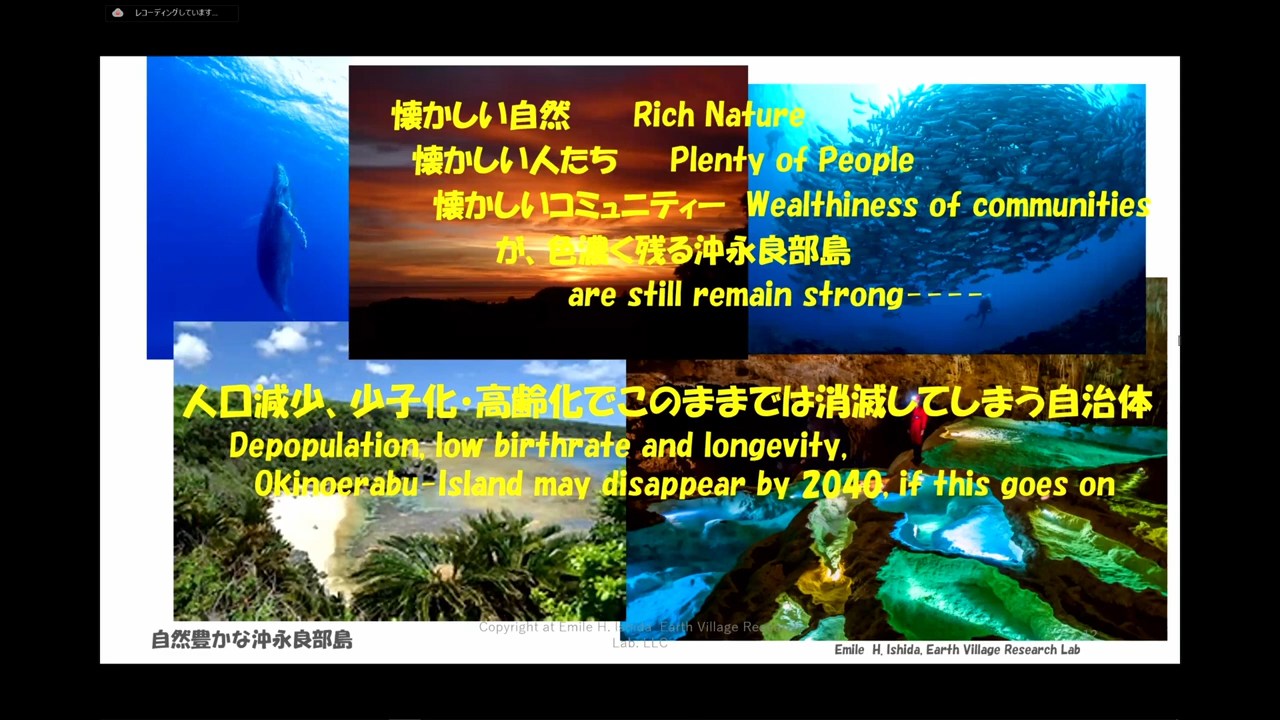 レコーディングしています...
懐かしい自然 Rich Nature
懐かしい人たち Plenty of People
懐かしいコミュニティー Wealthiness of communities
が、色濃く残る沖永良部島
are still remain strong----
人口減少、少子化・高齢化でこのままでは消滅してしまう自治体
Depopulation, low birthrate and longevity,
Okinoerabu-Island may disappear by 2040, if this goes on
自然豊かな沖永良部島
Copyright at Emile H. Ishida, Earth Village Research
Lab. LLC
Emile H. Ishida, Earth Village Research Lab